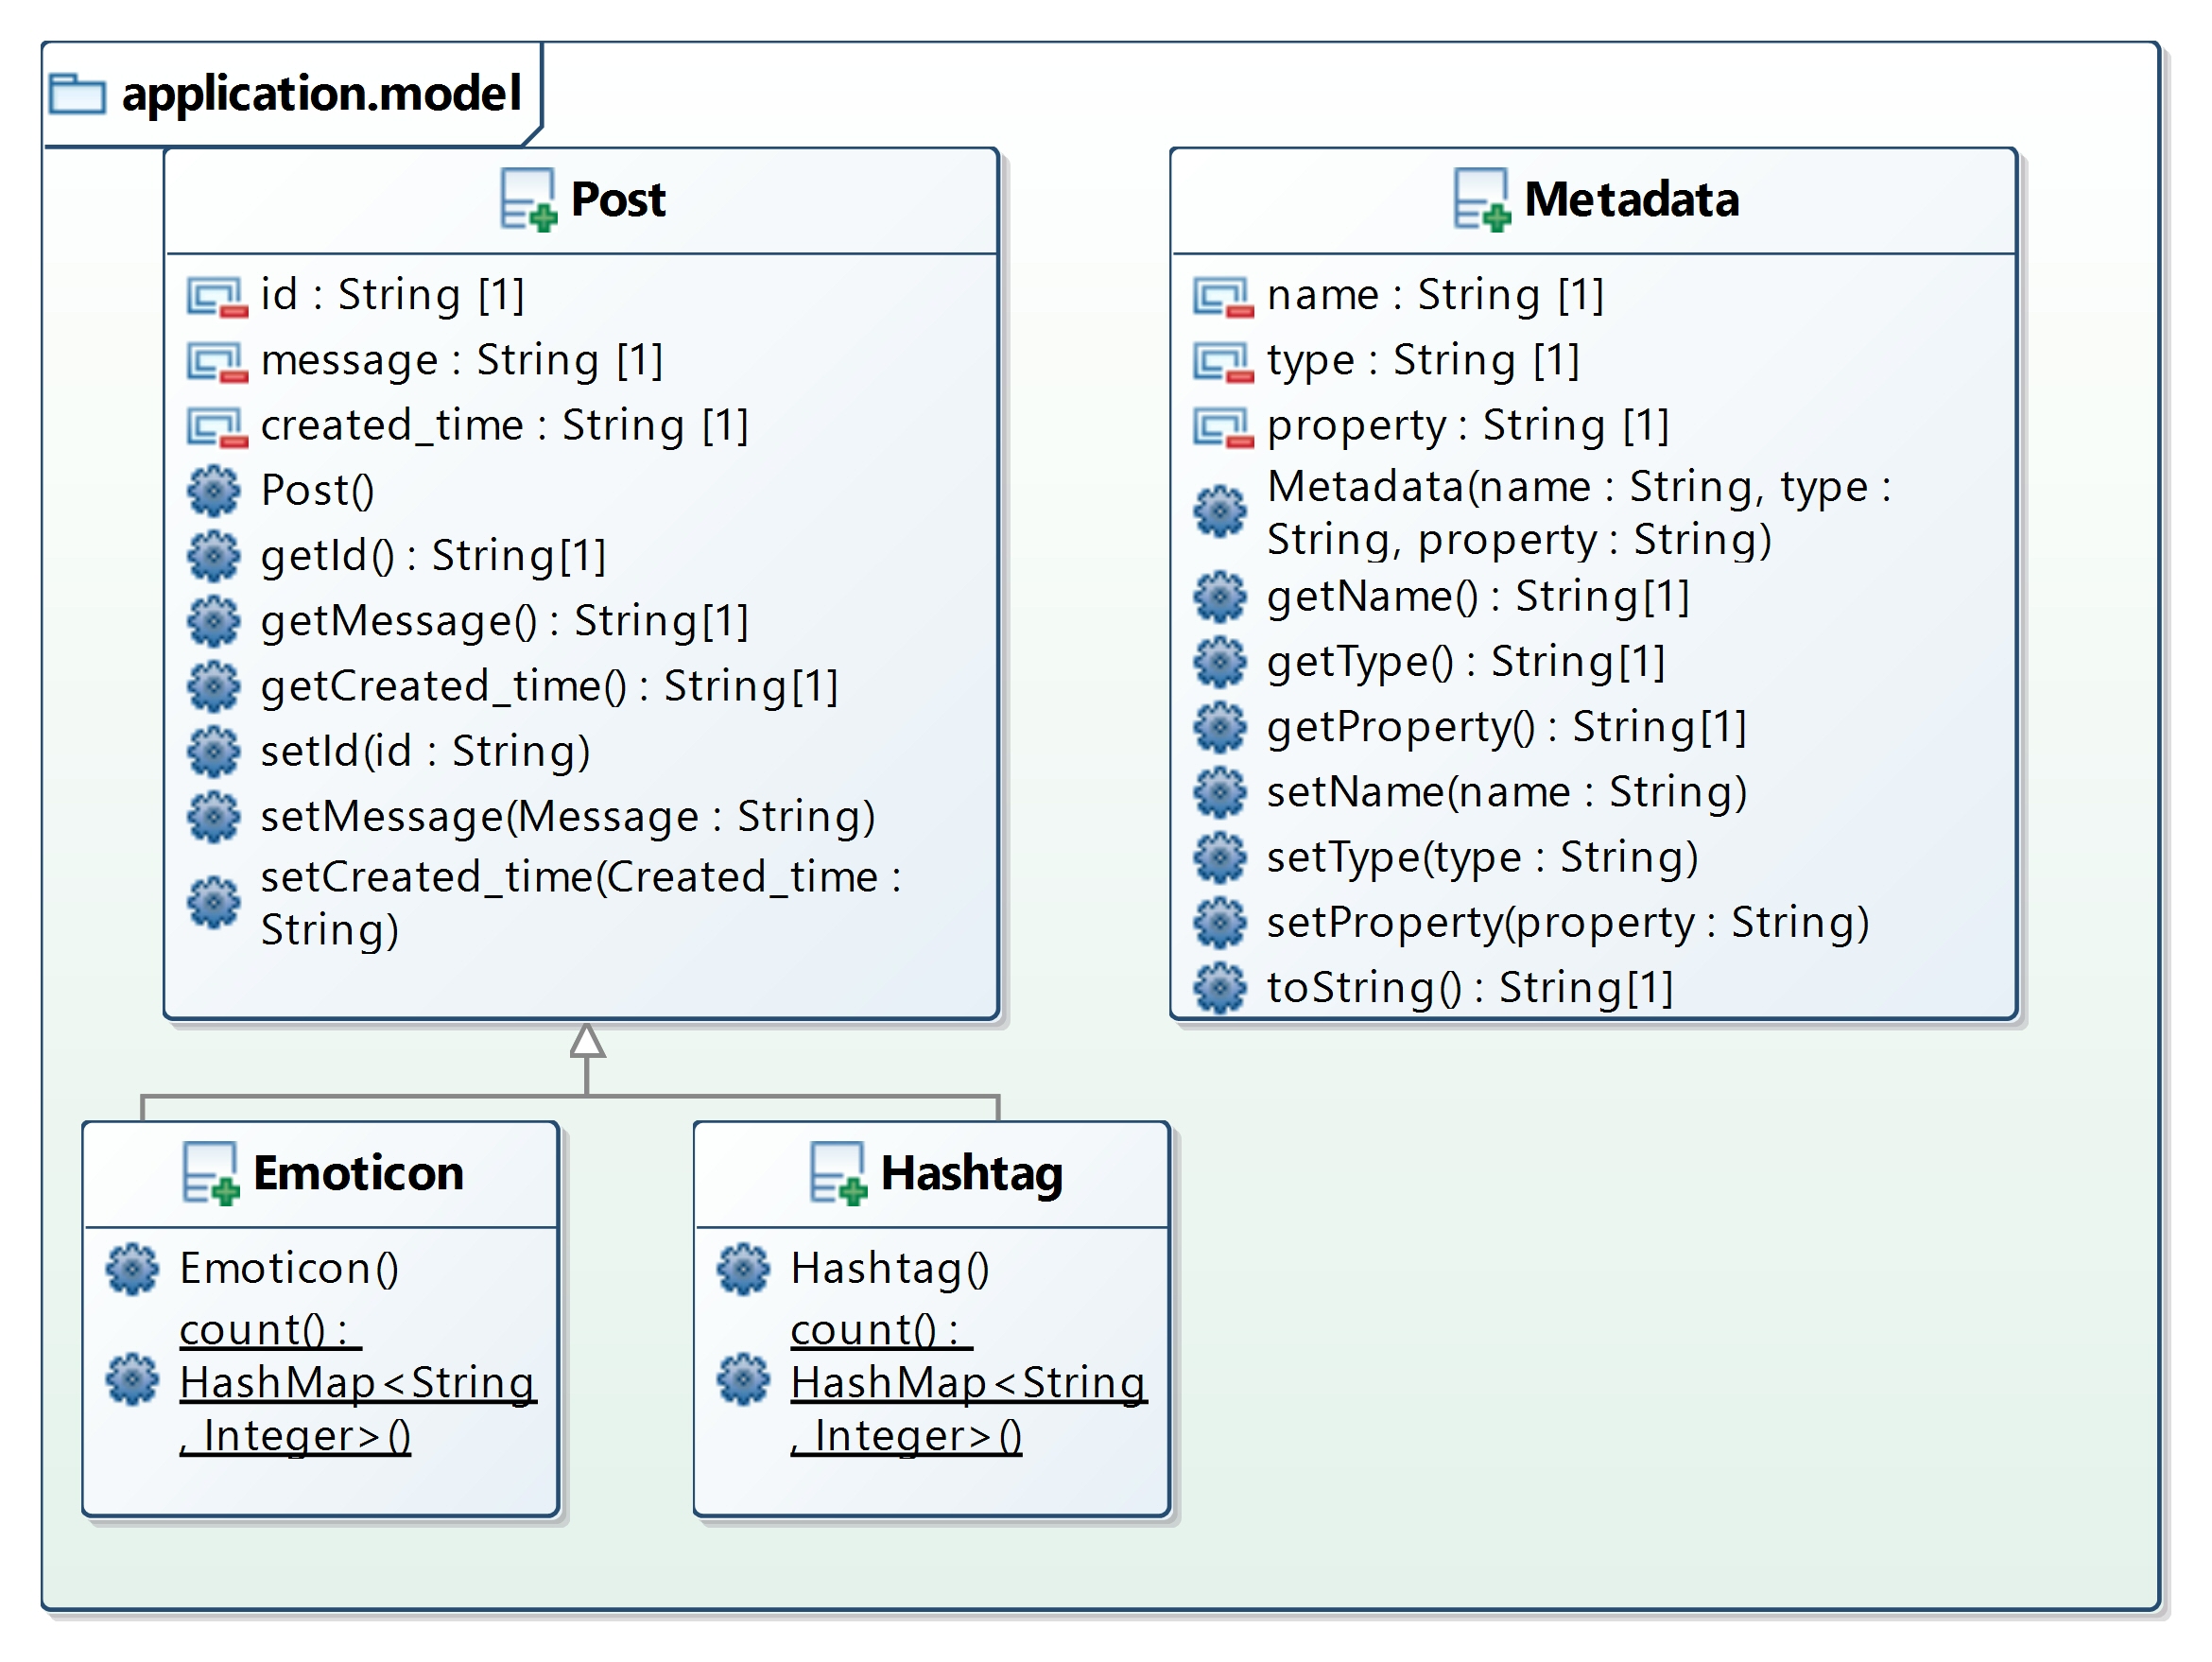 application.model
Post
id : String [1]
message : String [1]
created_time : String [1]
Post()
getId() : String[1]
getMessage() : String[1]
getCreated_time() : String[1]
setId(id : String)
setMessage(Message : String)
setCreated_time(Created_time :
String)
Metadata
name : String [1]
type : String [1]
property : String [1]
Metadata(name : String, type :
String, property : String)
getName() : String[1]
getType() : String[1]
getProperty() : String[1]
setName(name : String)
setType(type : String)
setProperty(property : String)
toString() : String[1]
Emoticon
Emoticon()
count() :
HashMap<String
, Integer>()
Hashtag
Hashtag()
count() :
HashMap<String
, Integer>()